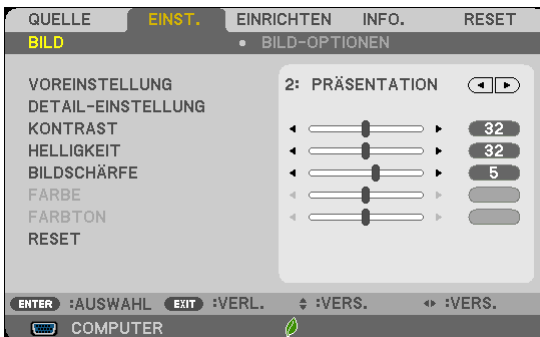 QUELLE EINST. EINRICHTEN INFO. RESET
BILD • BILD-OPTIONEN
VOREINSTELLUNG 2: PRÄSENTATION
DETAIL-EINSTELLUNG
KONTRAST 32
HELLIGKEIT 32
BILDSCHÄRFE 5
FARBE
FARBTON
RESET
ENTER :AUSWAHL EXIT :VERL. :VERS. :VERS.
COMPUTER